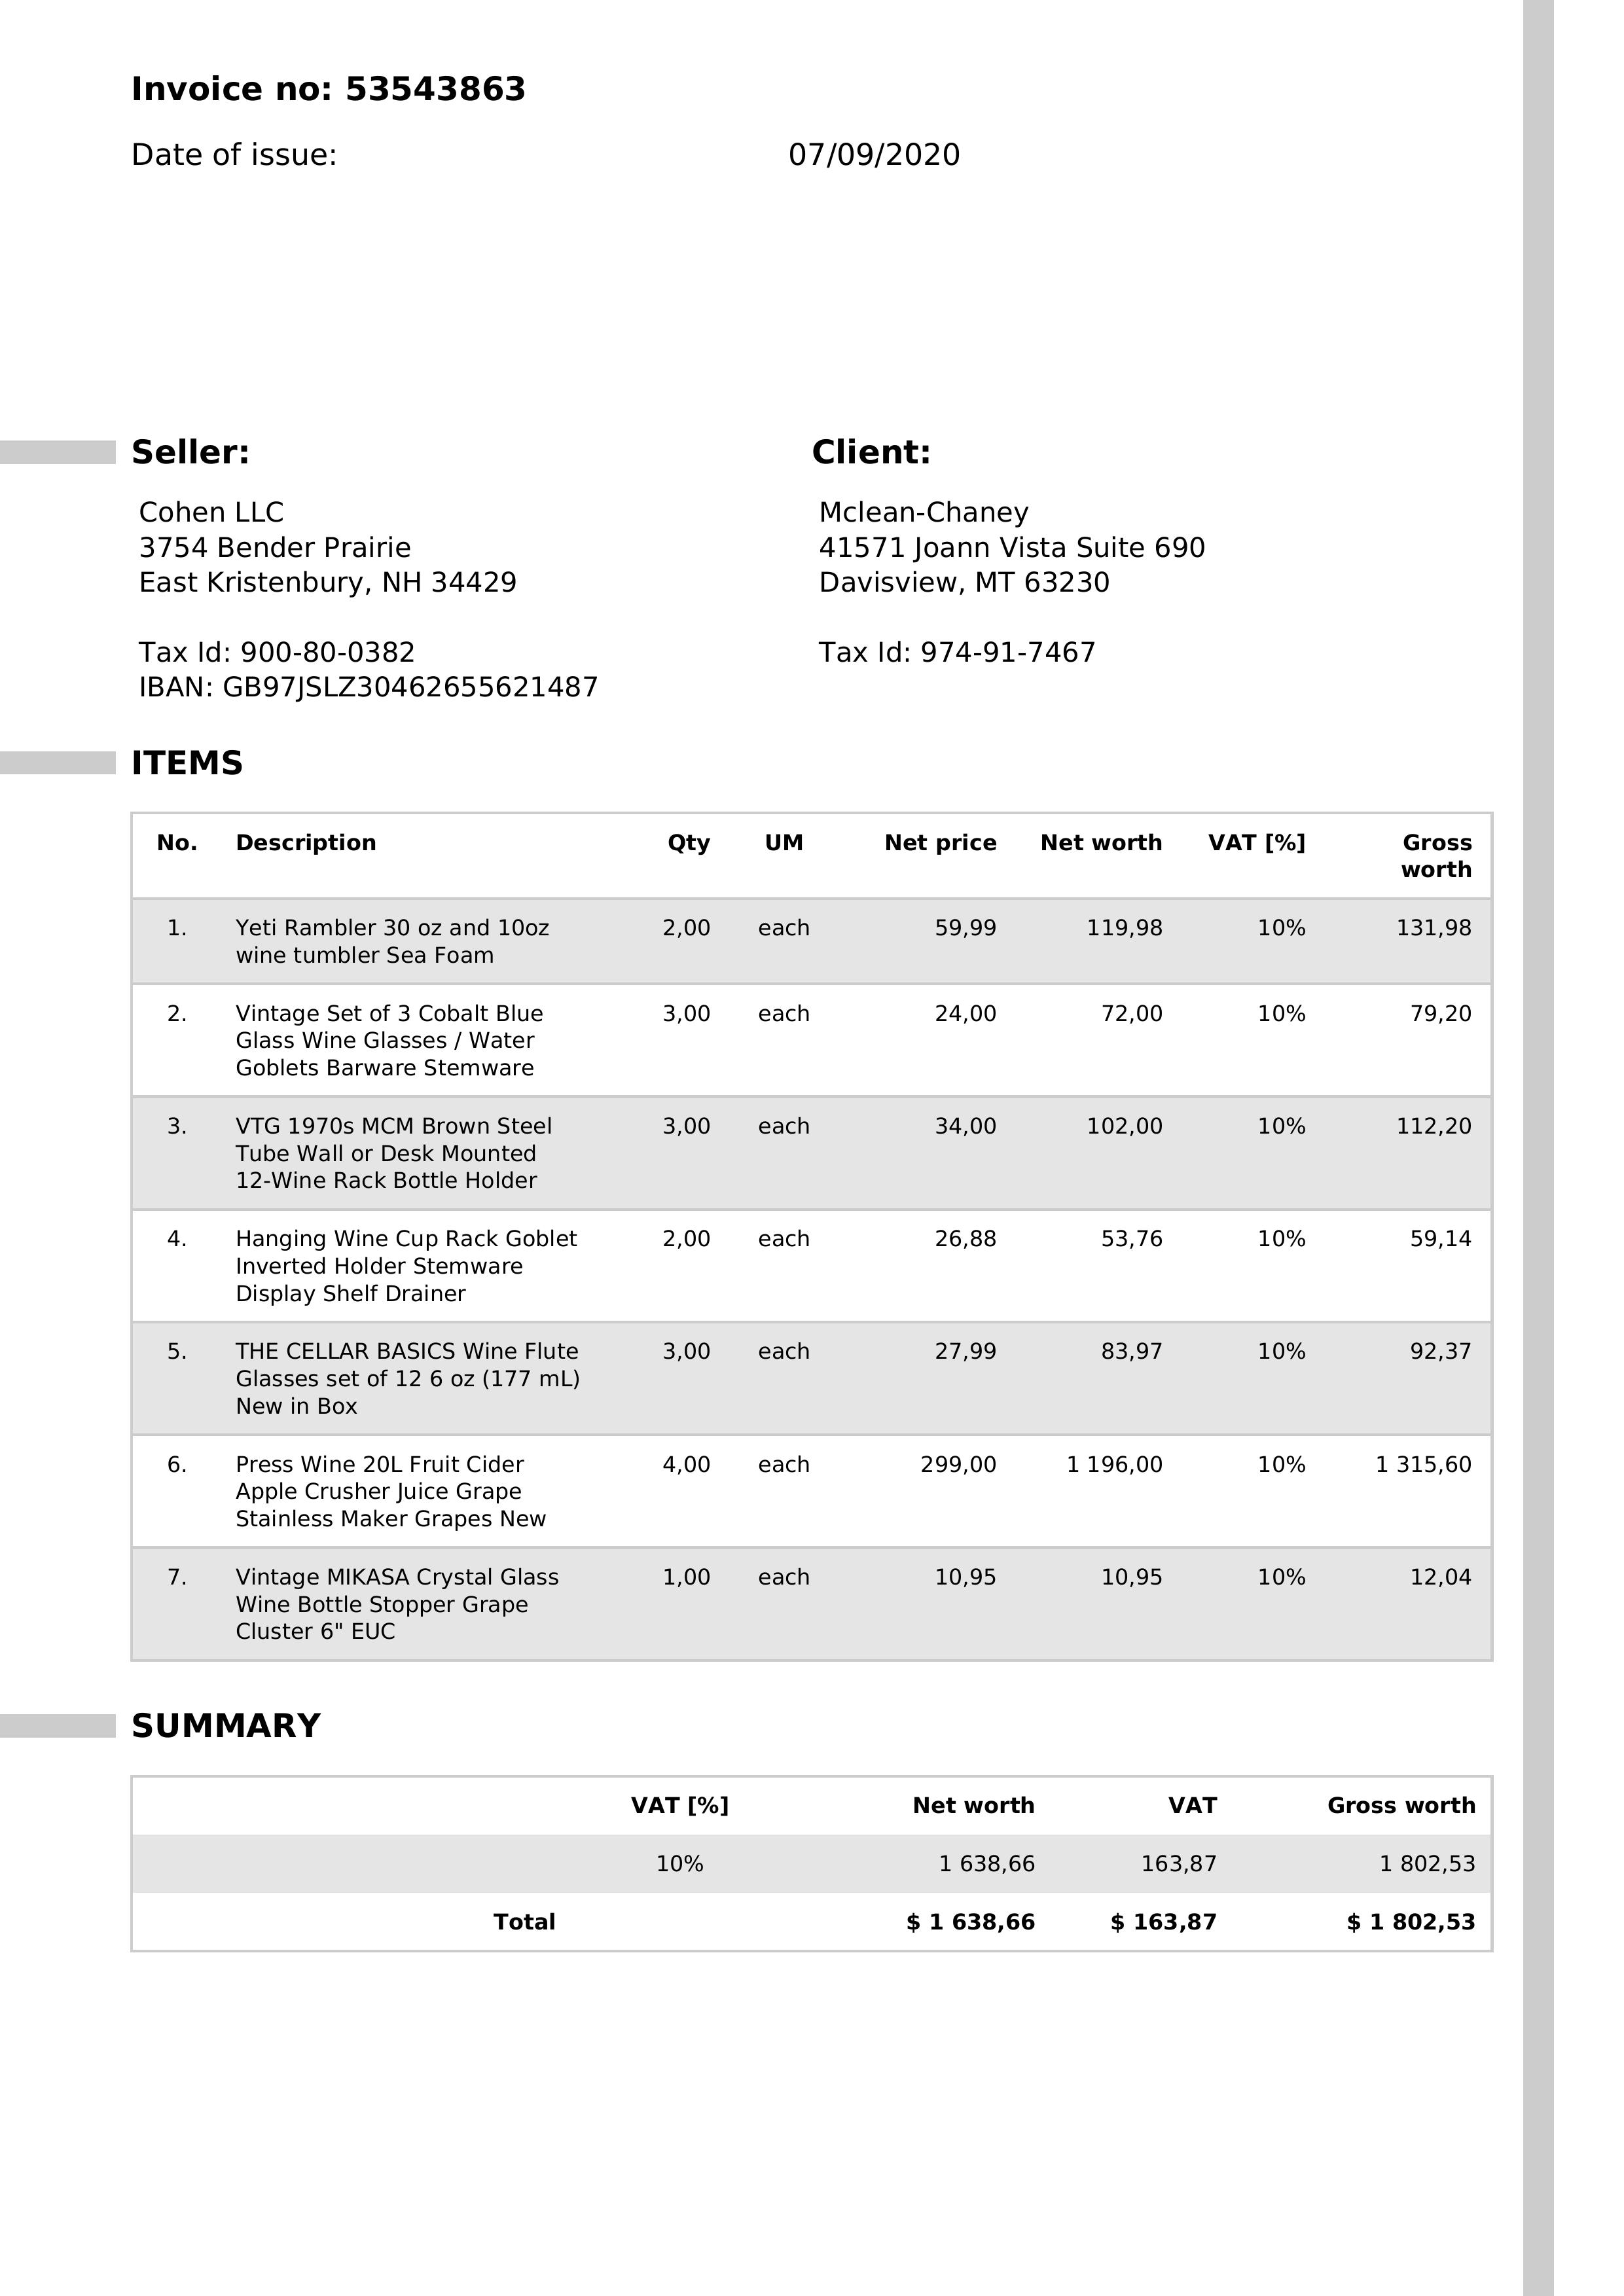 Invoice no: 53543863
Date of issue: 07/09/2020
Seller:
Cohen LLC
3754 Bender Prairie
East Kristenbury, NH 34429
Tax Id: 900-80-0382
IBAN: GB97JSLZ30462655621487
Client:
Mclean-Chaney
41571 Joann Vista Suite 690
Davisview, MT 63230
Tax Id: 974-91-7467
ITEMS
No. Description Qty UM Net price Net worth VAT [%] Gross
worth
1. Yeti Rambler 30 oz and 10oz 2,00 each 59,99 119,98 10% 131,98
wine tumbler Sea Foam
2. Vintage Set of 3 Cobalt Blue 3,00 each 24,00 72,00 10% 79,20
Glass Wine Glasses / Water
Goblets Barware Stemware
3. VTG 1970s MCM Brown Steel 3,00 each 34,00 102,00 10% 112,20
Tube Wall or Desk Mounted
12-Wine Rack Bottle Holder
4. Hanging Wine Cup Rack Goblet 2,00 each 26,88 53,76 10% 59,14
Inverted Holder Stemware
Display Shelf Drainer
5. THE CELLAR BASICS Wine Flute 3,00 each 27,99 83,97 10% 92,37
Glasses set of 12 6 oz (177 mL)
New in Box
6. Press Wine 20L Fruit Cider 4,00 each 299,00 1 196,00 10% 1 315,60
Apple Crusher Juice Grape
Stainless Maker Grapes New
7. Vintage MIKASA Crystal Glass 1,00 each 10,95 10,95 10% 12,04
Wine Bottle Stopper Grape
Cluster 6" EUC
SUMMARY
VAT [%] Net worth VAT Gross worth
10% 1 638,66 163,87 1 802,53
Total $ 1 638,66 $ 163,87 $ 1 802,53